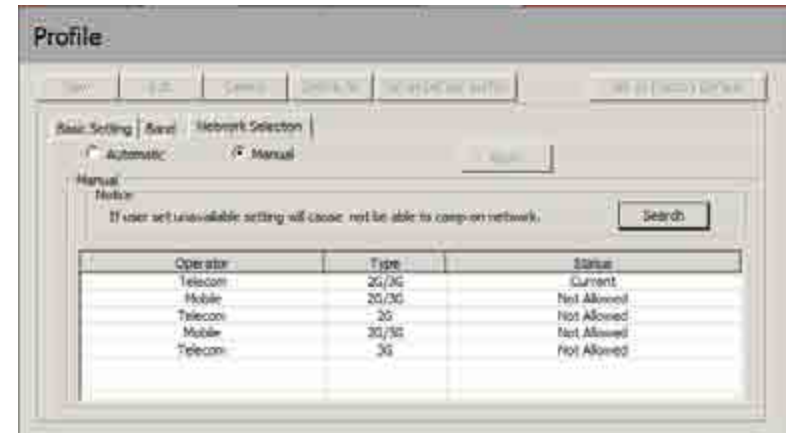 Profile
Basic Setting Band Network Selection
Automatic Manual
Manual
Notice
If user set unavailable setting will cause not be able to camp on network.
Search
Operator Type Status
Telecom 2G/3G Current
Mobile 2G/3G Not Allowed
Telecom 2G Not Allowed
Mobile 2G/3G Not Allowed
Telecom 3G Not Allowed